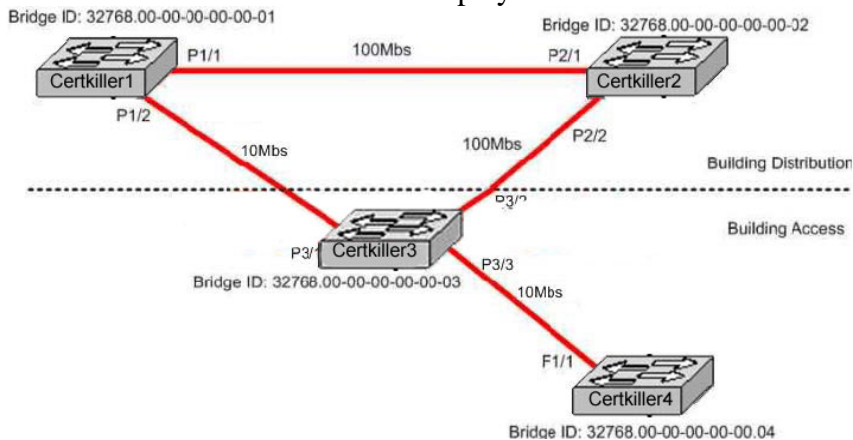 play
Bridge ID: 32768.00-00-00-00-00-01
Bridge ID: 32768.00-00-00-00-00-02
P1/1
100Mbs
P2/1
Certkiller1
Certkiller2
P1/2
P2/2
10Mbs
100Mbs
Building Distribution
Building Access
Certkiller3
P3/3
Bridge ID: 32768.00-00-00-00-00-03
10Mbs
F1/1
Certkiller4
Bridge ID: 32768.00-00-00-00-00.04